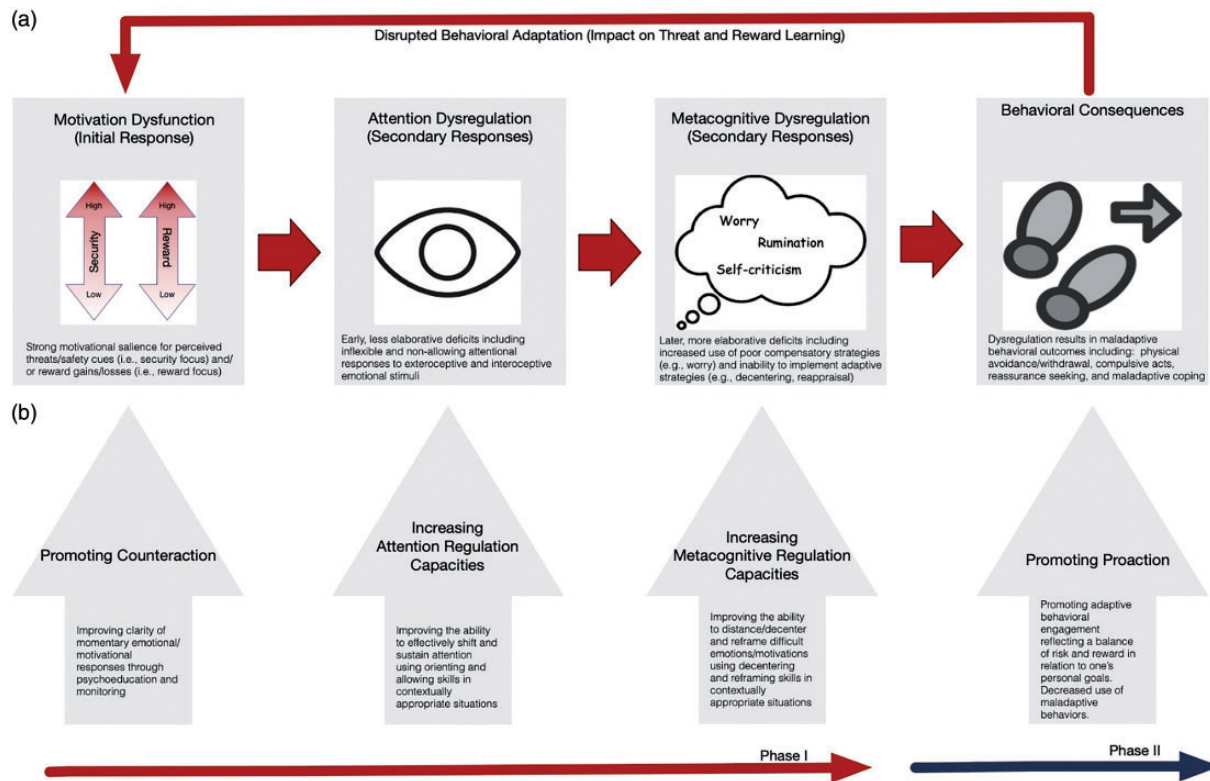 (a)
Disrupted Behavioral Adaptation (Impact on Threat and Reward Learning)
Motivation Dysfunction
(Initial Response)
High
High
Security
Reward
Low
Low
Strong motivational salience for perceived
threats/safety cues (i.e., security focus) and/
or reward gains/losses (i.e., reward focus)
Attention Dysregulation
(Secondary Responses)
Early, less elaborative deficits including
inflexible and non-allowing attentional
responses to exteroceptive and interoceptive
emotional stimuli
Metacognitive Dysregulation
(Secondary Responses)
Worry
Rumination
Self-criticism
Later, more elaborative deficits including
increased use of poor compensatory strategies
(e.g., worry) and inability to implement adaptive
strategies (e.g., decentering, reappraisal)
Behavioral Consequences
Dysregulation results in maladaptive
behavioral outcomes including: physical
avoidance/withdrawal, compulsive acts,
reassurance seeking, and maladaptive coping
(b)
Promoting Counteraction
Improving clarity of
momentary emotional/
motivational
responses through
psychoeducation and
monitoring
Increasing
Attention Regulation
Capacities
Improving the ability
to effectively shift and
sustain attention
using orienting and
allowing skills in
contextually
appropriate situations
Increasing
Metacognitive Regulation
Capacities
Improving the ability
to distance/decenter
and reframe difficult
emotions/motivations
using decentering
and reframing skills in
contextually
appropriate situations
Promoting Proaction
Promoting adaptive
behavioral
engagement
reflecting a balance
of risk and reward in
relation to one's
personal goals.
Decreased use of
maladaptive
behaviors.
Phase I
Phase II